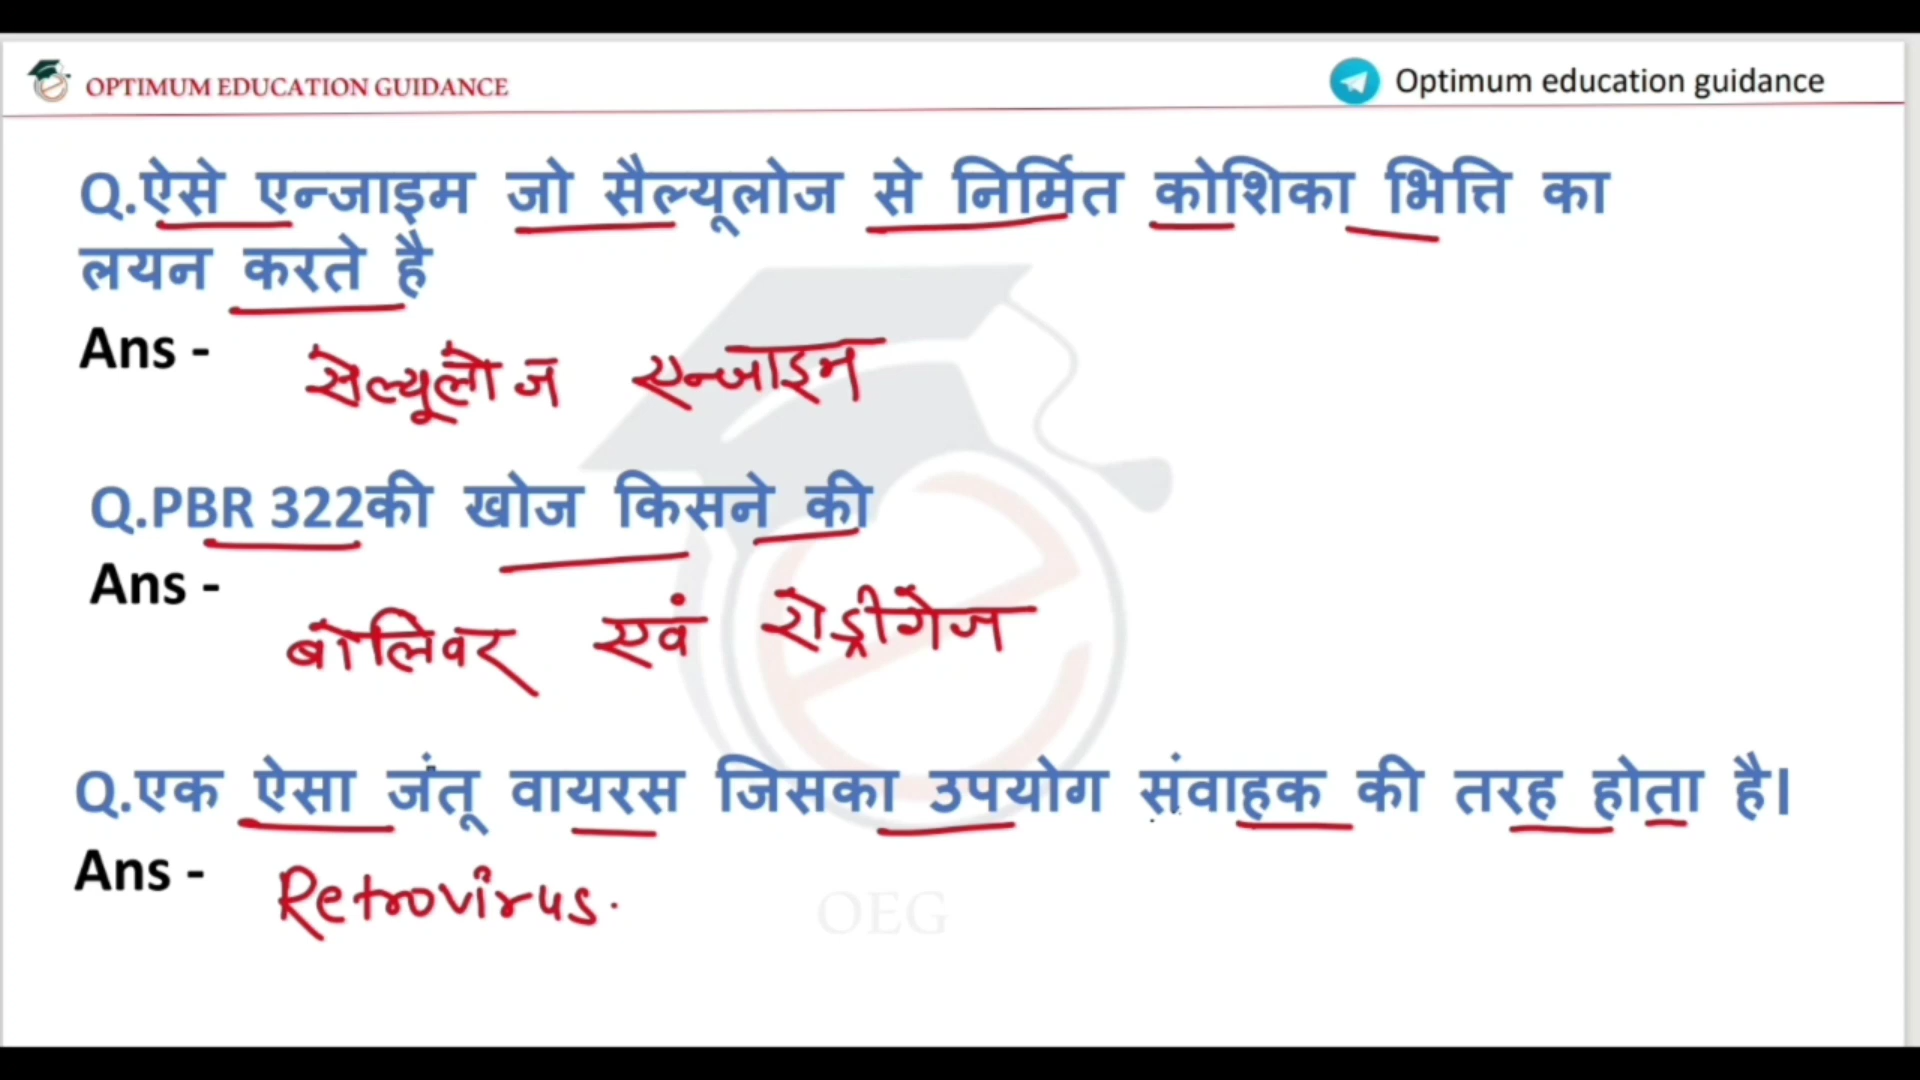 OPTIMUM EDUCATION GUIDANCE
Optimum education guidance
Q.ऐसे एन्जाइम जो सैल्यूलोज से निर्मित कोशिका भित्ति का
लयन करते है
Ans - सेल्यूलोज एन्जाइम
Q.PBR 322की खोज किसने की
Ans - बोलिवर एवं रोड्रीगेज
Q.एक ऐसा जंतू वायरस जिसका उपयोग संवाहक की तरह होता है।
Ans - Retrovirus.
OEG